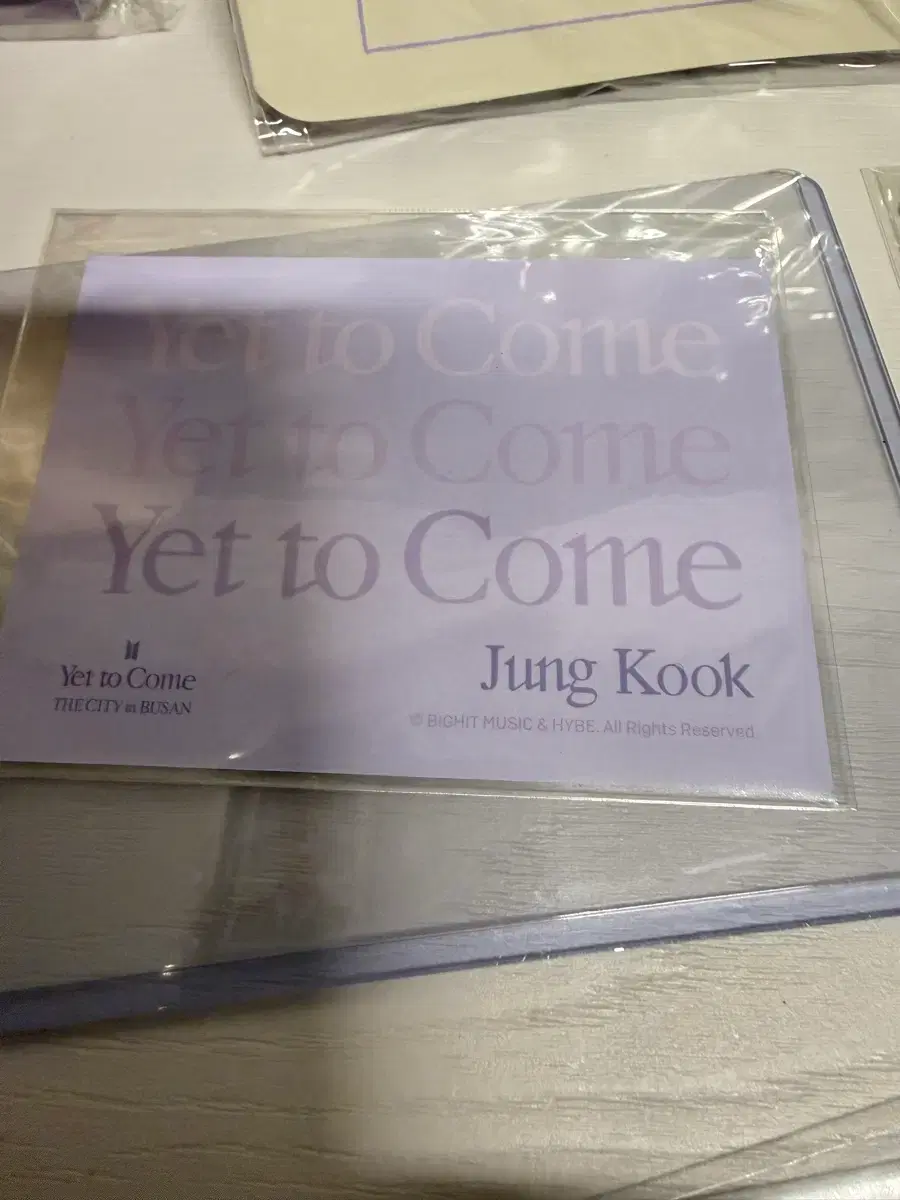 Yet to Come
Yet to Come
Yet to Come
Yet to Come
THE CITY in BUSAN
Jung Kook
© BIGHIT MUSIC & HYBE. All Rights Reserved.